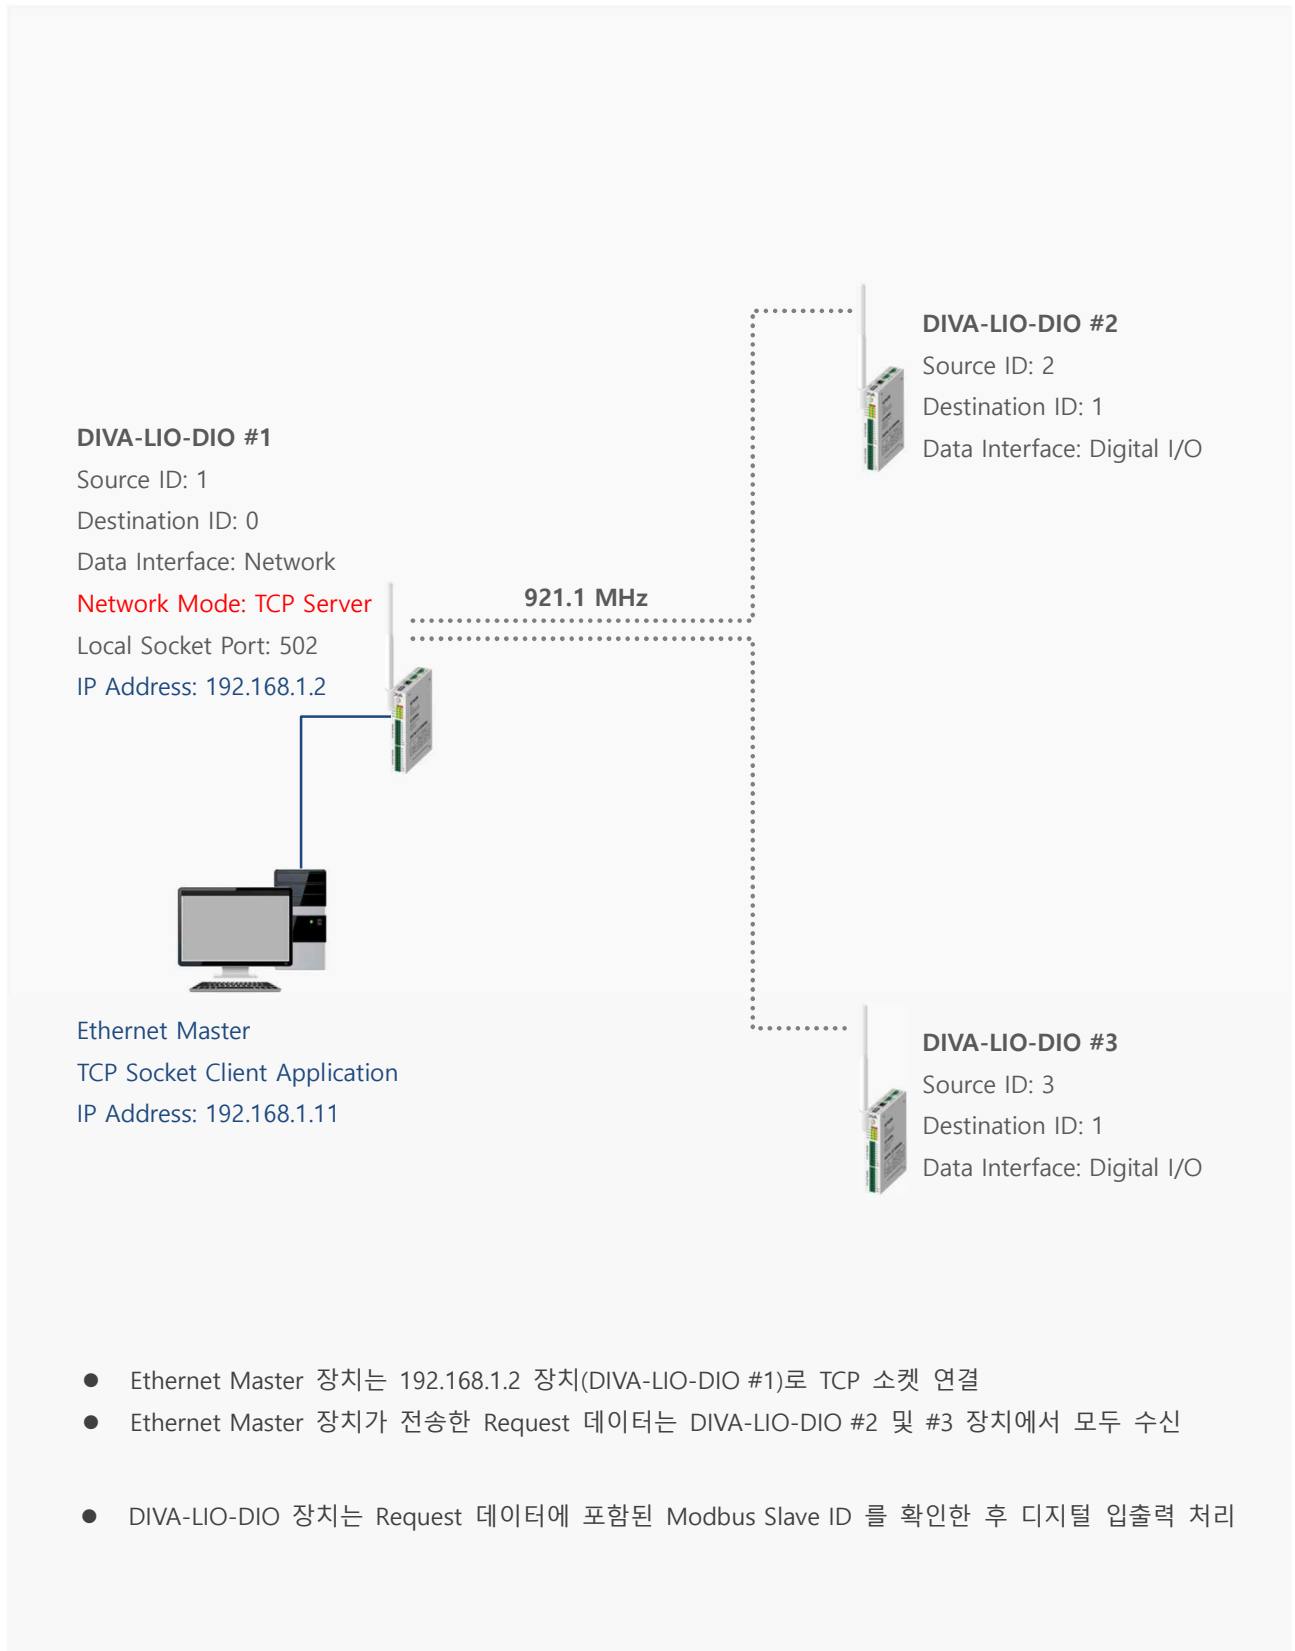 DIVA-LIO-DIO #2
Source ID: 2
Destination ID: 1
Data Interface: Digital I/O
DIVA-LIO-DIO #1
Source ID: 1
Destination ID: 0
Data Interface: Network
Network Mode: TCP Server
Local Socket Port: 502
IP Address: 192.168.1.2
921.1 MHz
Ethernet Master
TCP Socket Client Application
IP Address: 192.168.1.11
DIVA-LIO-DIO #3
Source ID: 3
Destination ID: 1
Data Interface: Digital I/O
● Ethernet Master 장치는 192.168.1.2 장치(DIVA-LIO-DIO #1)로 TCP 소켓 연결
● Ethernet Master 장치가 전송한 Request 데이터는 DIVA-LIO-DIO #2 및 #3 장치에서 모두 수신
● DIVA-LIO-DIO 장치는 Request 데이터에 포함된 Modbus Slave ID 를 확인한 후 디지털 입출력 처리